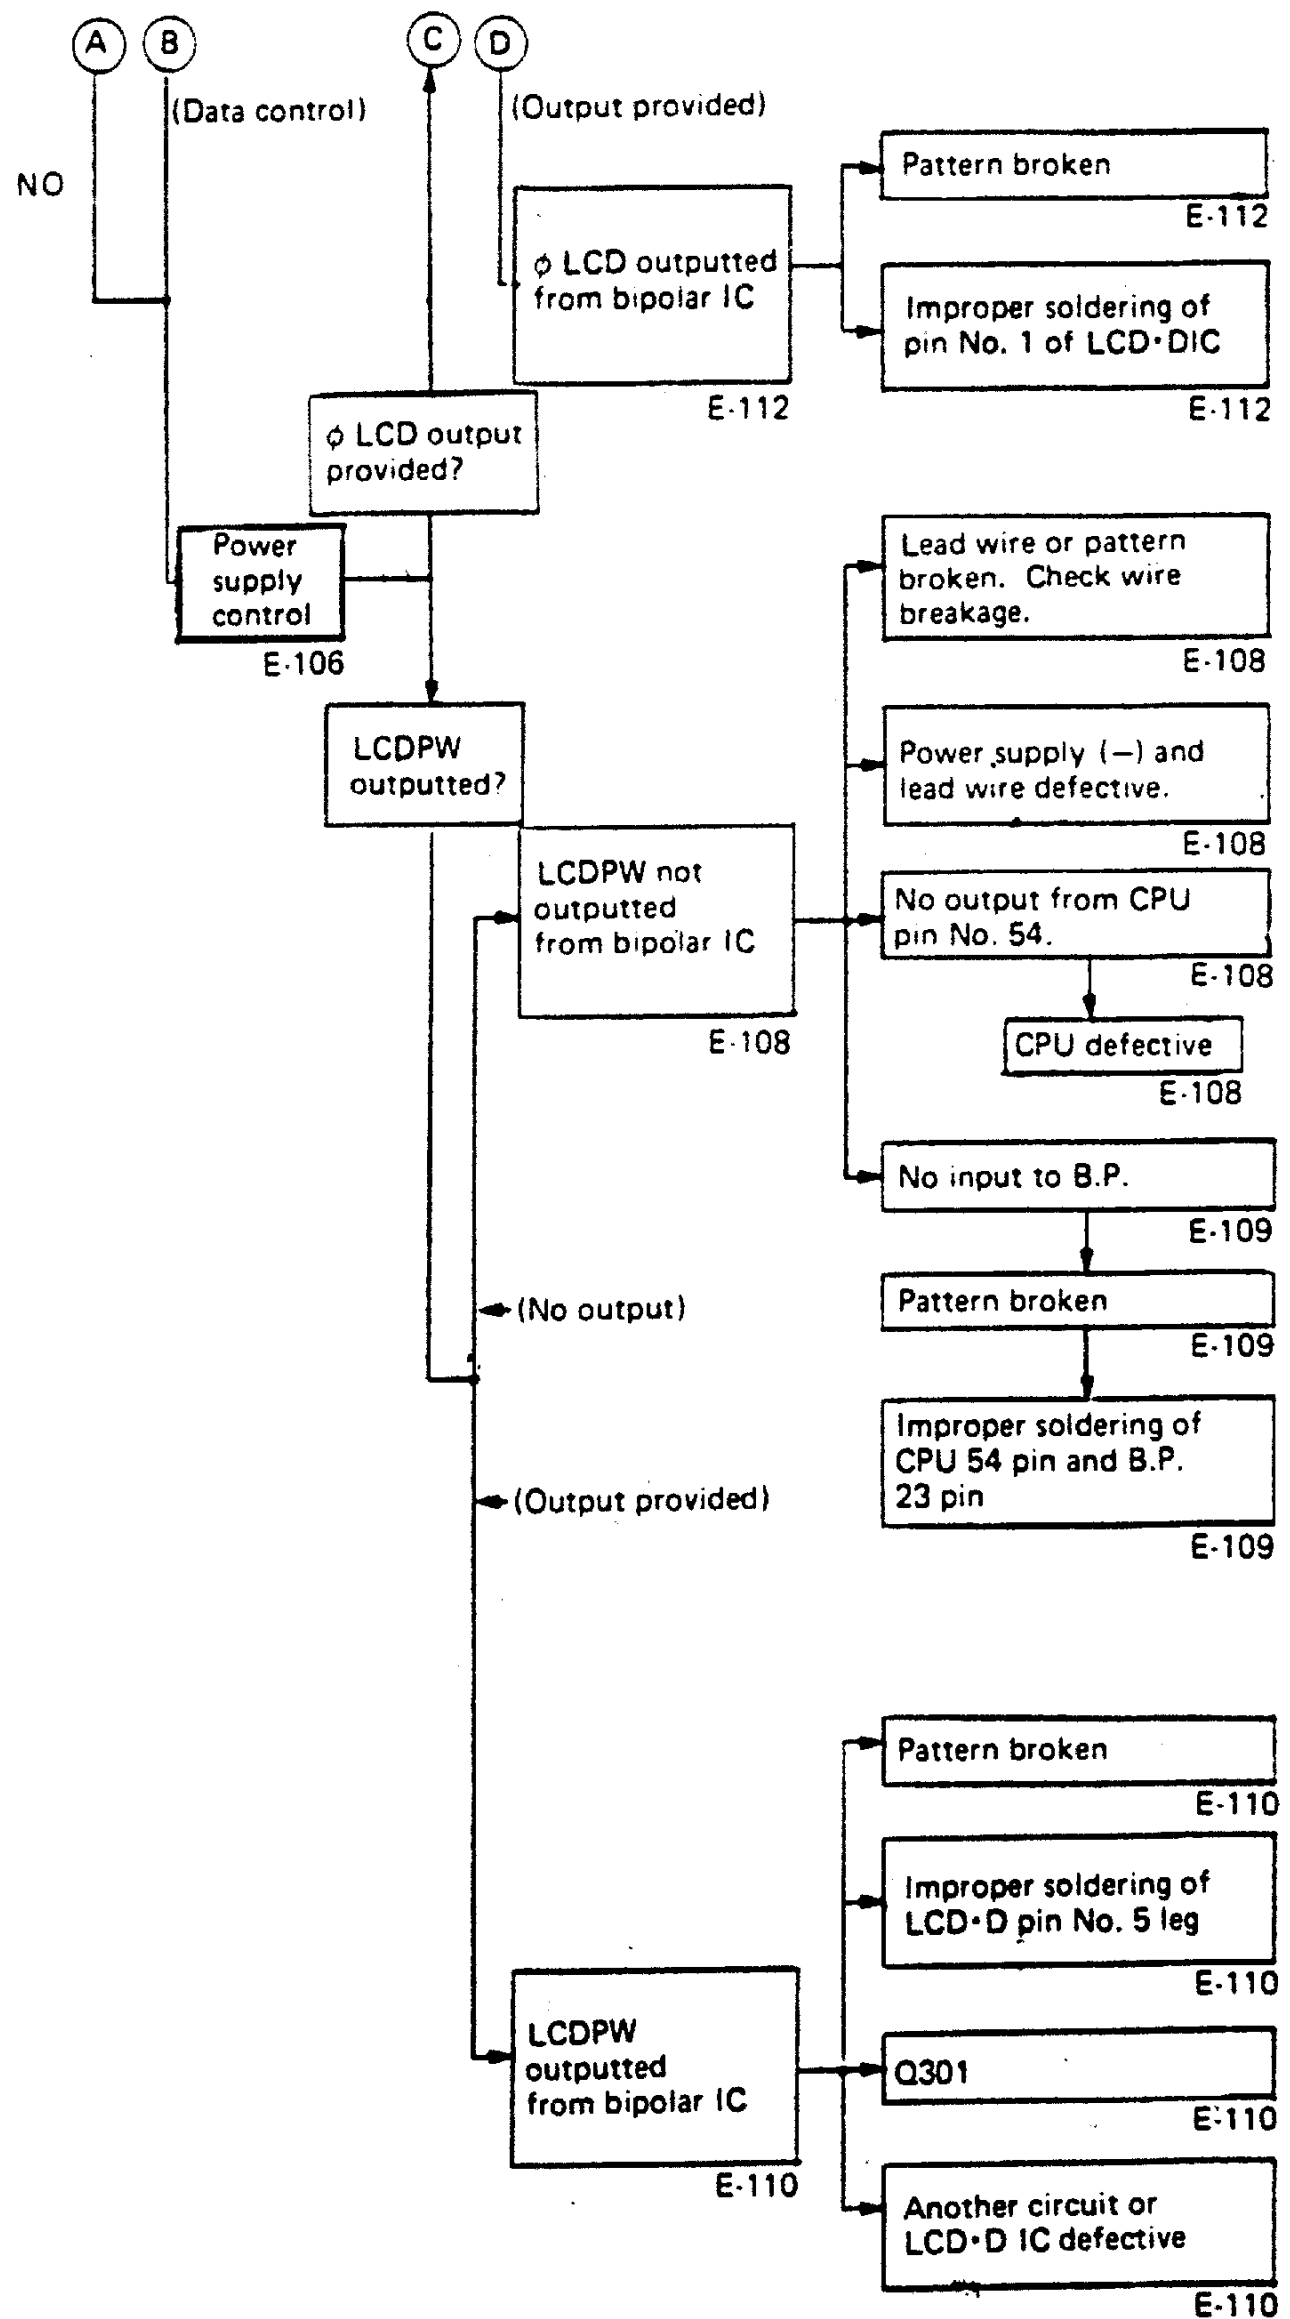 A B C D
(Data control)
(Output provided)
NO
Pattern broken
E-112
φ LCD outputted
from bipolar IC
E-112
Improper soldering of
pin No. 1 of LCD·DIC
E-112
φ LCD output
provided?
Power
supply
control
E-106
Lead wire or pattern
broken. Check wire
breakage.
E-108
LCDPW
outputted?
Power supply (−) and
lead wire defective.
E-108
LCDPW not
outputted
from bipolar IC
E-108
No output from CPU
pin No. 54.
E-108
CPU defective
E-108
No input to B.P.
E-109
(No output)
Pattern broken
E-109
Improper soldering of
CPU 54 pin and B.P.
23 pin
E-109
(Output provided)
Pattern broken
E-110
Improper soldering of
LCD·D pin No. 5 leg
E-110
LCDPW
outputted
from bipolar IC
E-110
Q301
E-110
Another circuit or
LCD·D IC defective
E-110